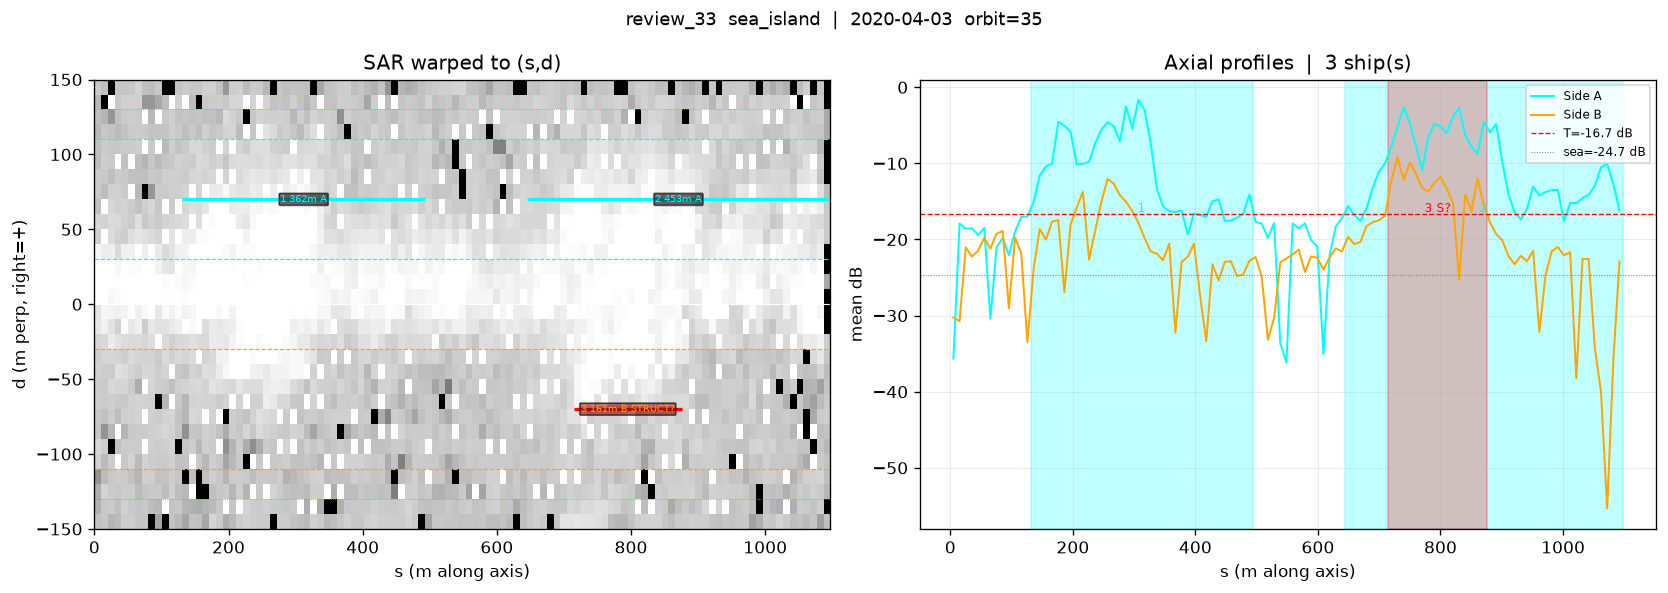 review_33  sea_island  |  2020-04-03  orbit=35
SAR warped to (s,d)
150
100
50
0
−50
−100
−150
d (m perp, right=+)
1 362m A
2 453m A
3 161m B STRUCT?
0
200
400
600
800
1000
s (m along axis)
Axial profiles  |  3 ship(s)
0
−10
−20
−30
−40
−50
mean dB
Side A
Side B
T=-16.7 dB
sea=-24.7 dB
1
3 S?
0
200
400
600
800
1000
s (m along axis)